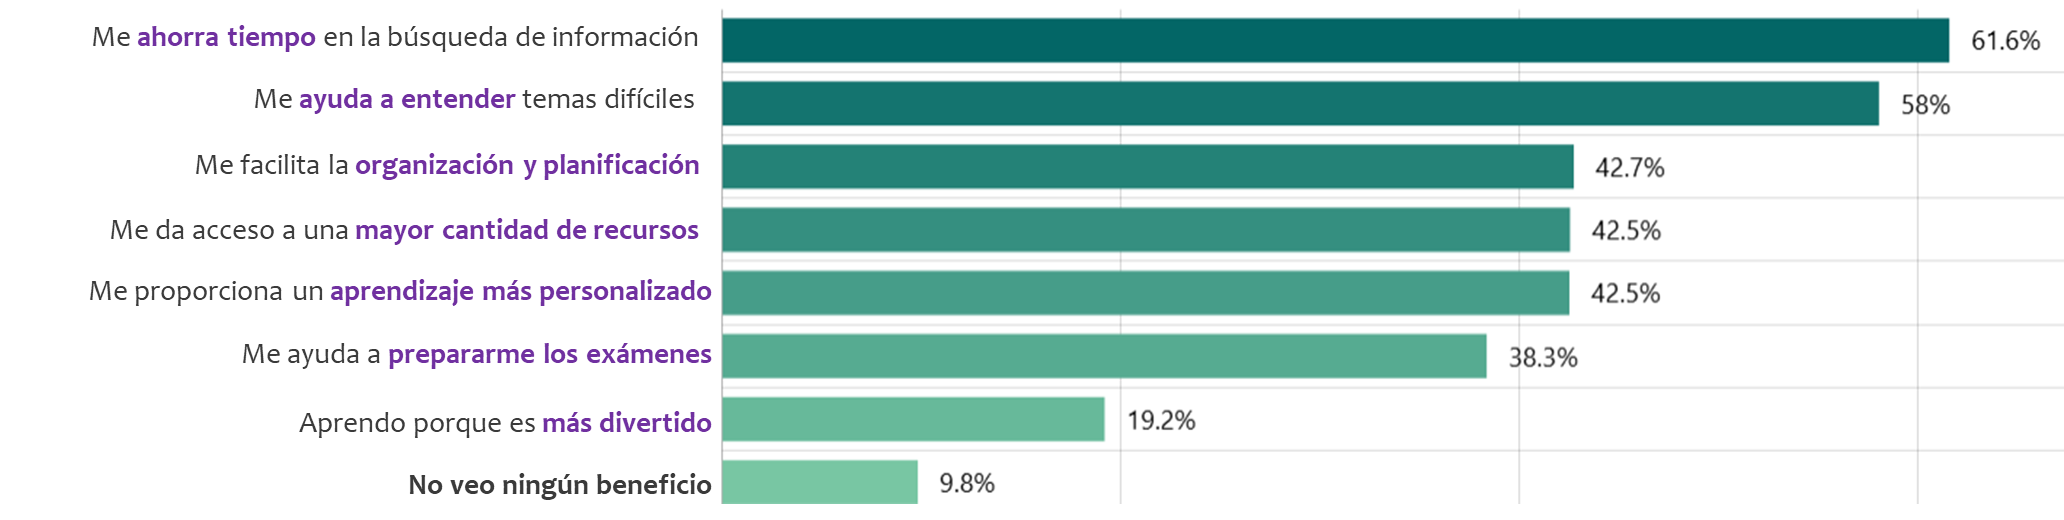 Me ahorra tiempo en la búsqueda de información 61.6%
Me ayuda a entender temas difíciles 58%
Me facilita la organización y planificación 42.7%
Me da acceso a una mayor cantidad de recursos 42.5%
Me proporciona un aprendizaje más personalizado 42.5%
Me ayuda a prepararme los exámenes 38.3%
Aprendo porque es más divertido 19.2%
No veo ningún beneficio 9.8%